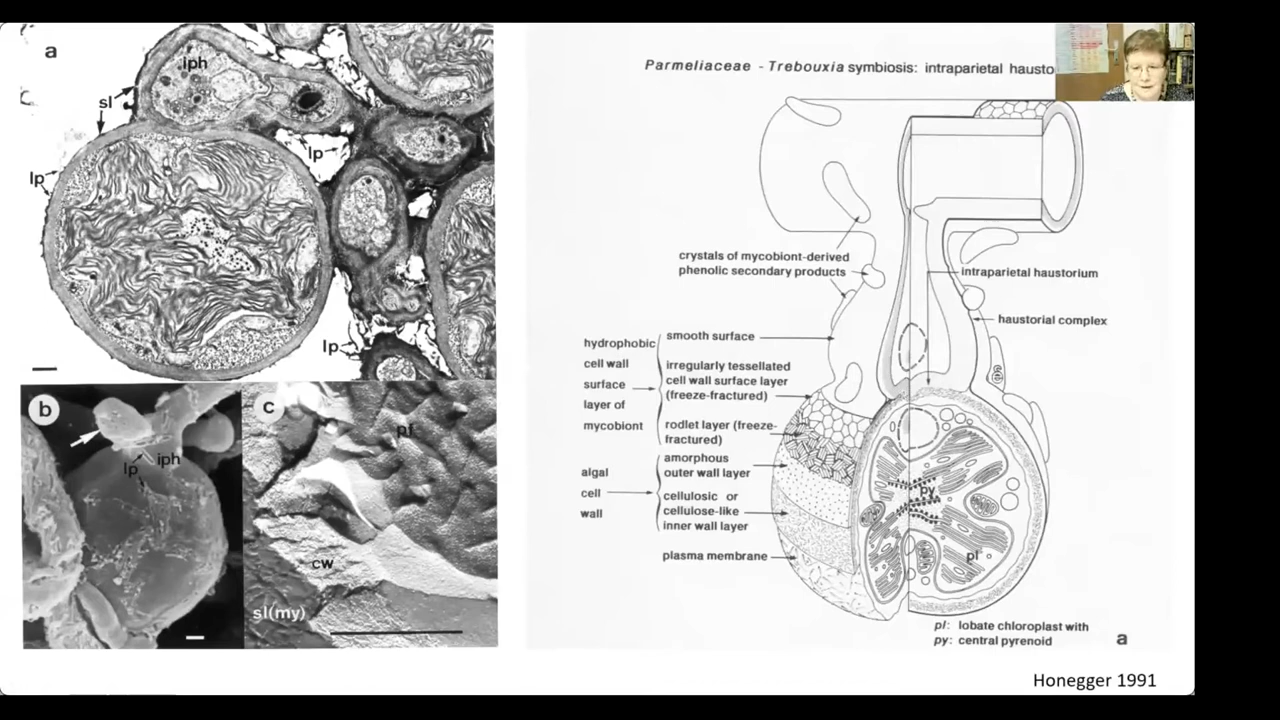 a
iph
sl
lp
lp
lp
b
lp
iph
c
pf
cw
sl(my)
Parmeliaceae - Trebouxia symbiosis: intraparietal hausto
crystals of mycobiont-derived
phenolic secondary products
intraparietal haustorium
haustorial complex
hydrophobic
cell wall
surface
layer of
mycobiont
smooth surface
irregularly tessellated
cell wall surface layer
(freeze-fractured)
rodlet layer (freeze-
fractured)
algal
cell
wall
amorphous
outer wall layer
cellulosic or
cellulose-like
inner wall layer
plasma membrane
py
pl
pl: lobate chloroplast with
py: central pyrenoid
a
Honegger 1991